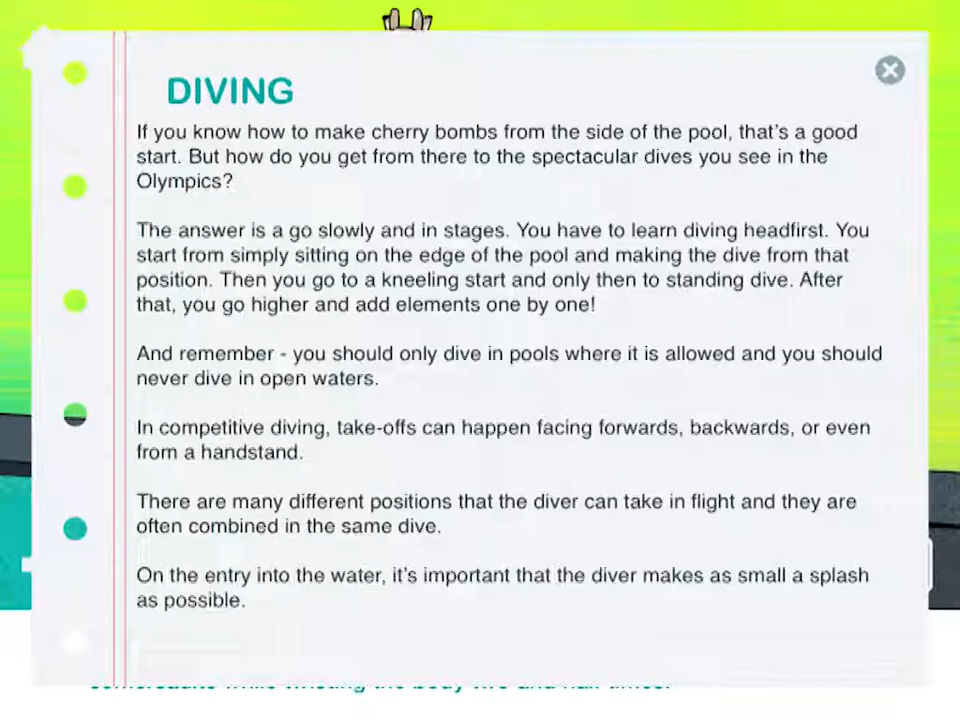 DIVING
If you know how to make cherry bombs from the side of the pool, that's a good
start. But how do you get from there to the spectacular dives you see in the
Olympics?
The answer is a go slowly and in stages. You have to learn diving headfirst. You
start from simply sitting on the edge of the pool and making the dive from that
position. Then you go to a kneeling start and only then to standing dive. After
that, you go higher and add elements one by one!
And remember - you should only dive in pools where it is allowed and you should
never dive in open waters.
In competitive diving, take-offs can happen facing forwards, backwards, or even
from a handstand.
There are many different positions that the diver can take in flight and they are
often combined in the same dive.
On the entry into the water, it's important that the diver makes as small a splash
as possible.